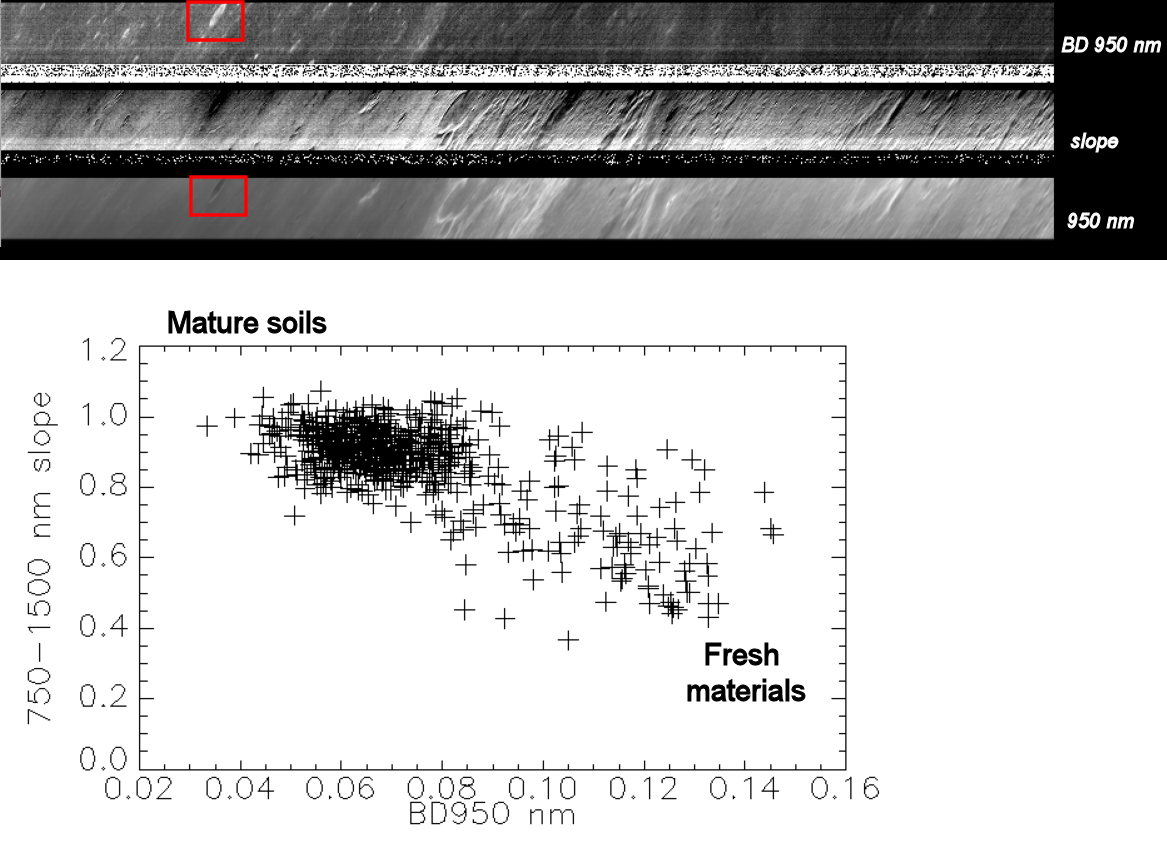 BD 950 nm
slope
950 nm
Mature soils
1.2
1.0
0.8
0.6
0.4
0.2
0.0
750-1500 nm slope
Fresh
materials
0.02 0.04 0.06 0.08 0.10 0.12 0.14 0.16
BD950 nm